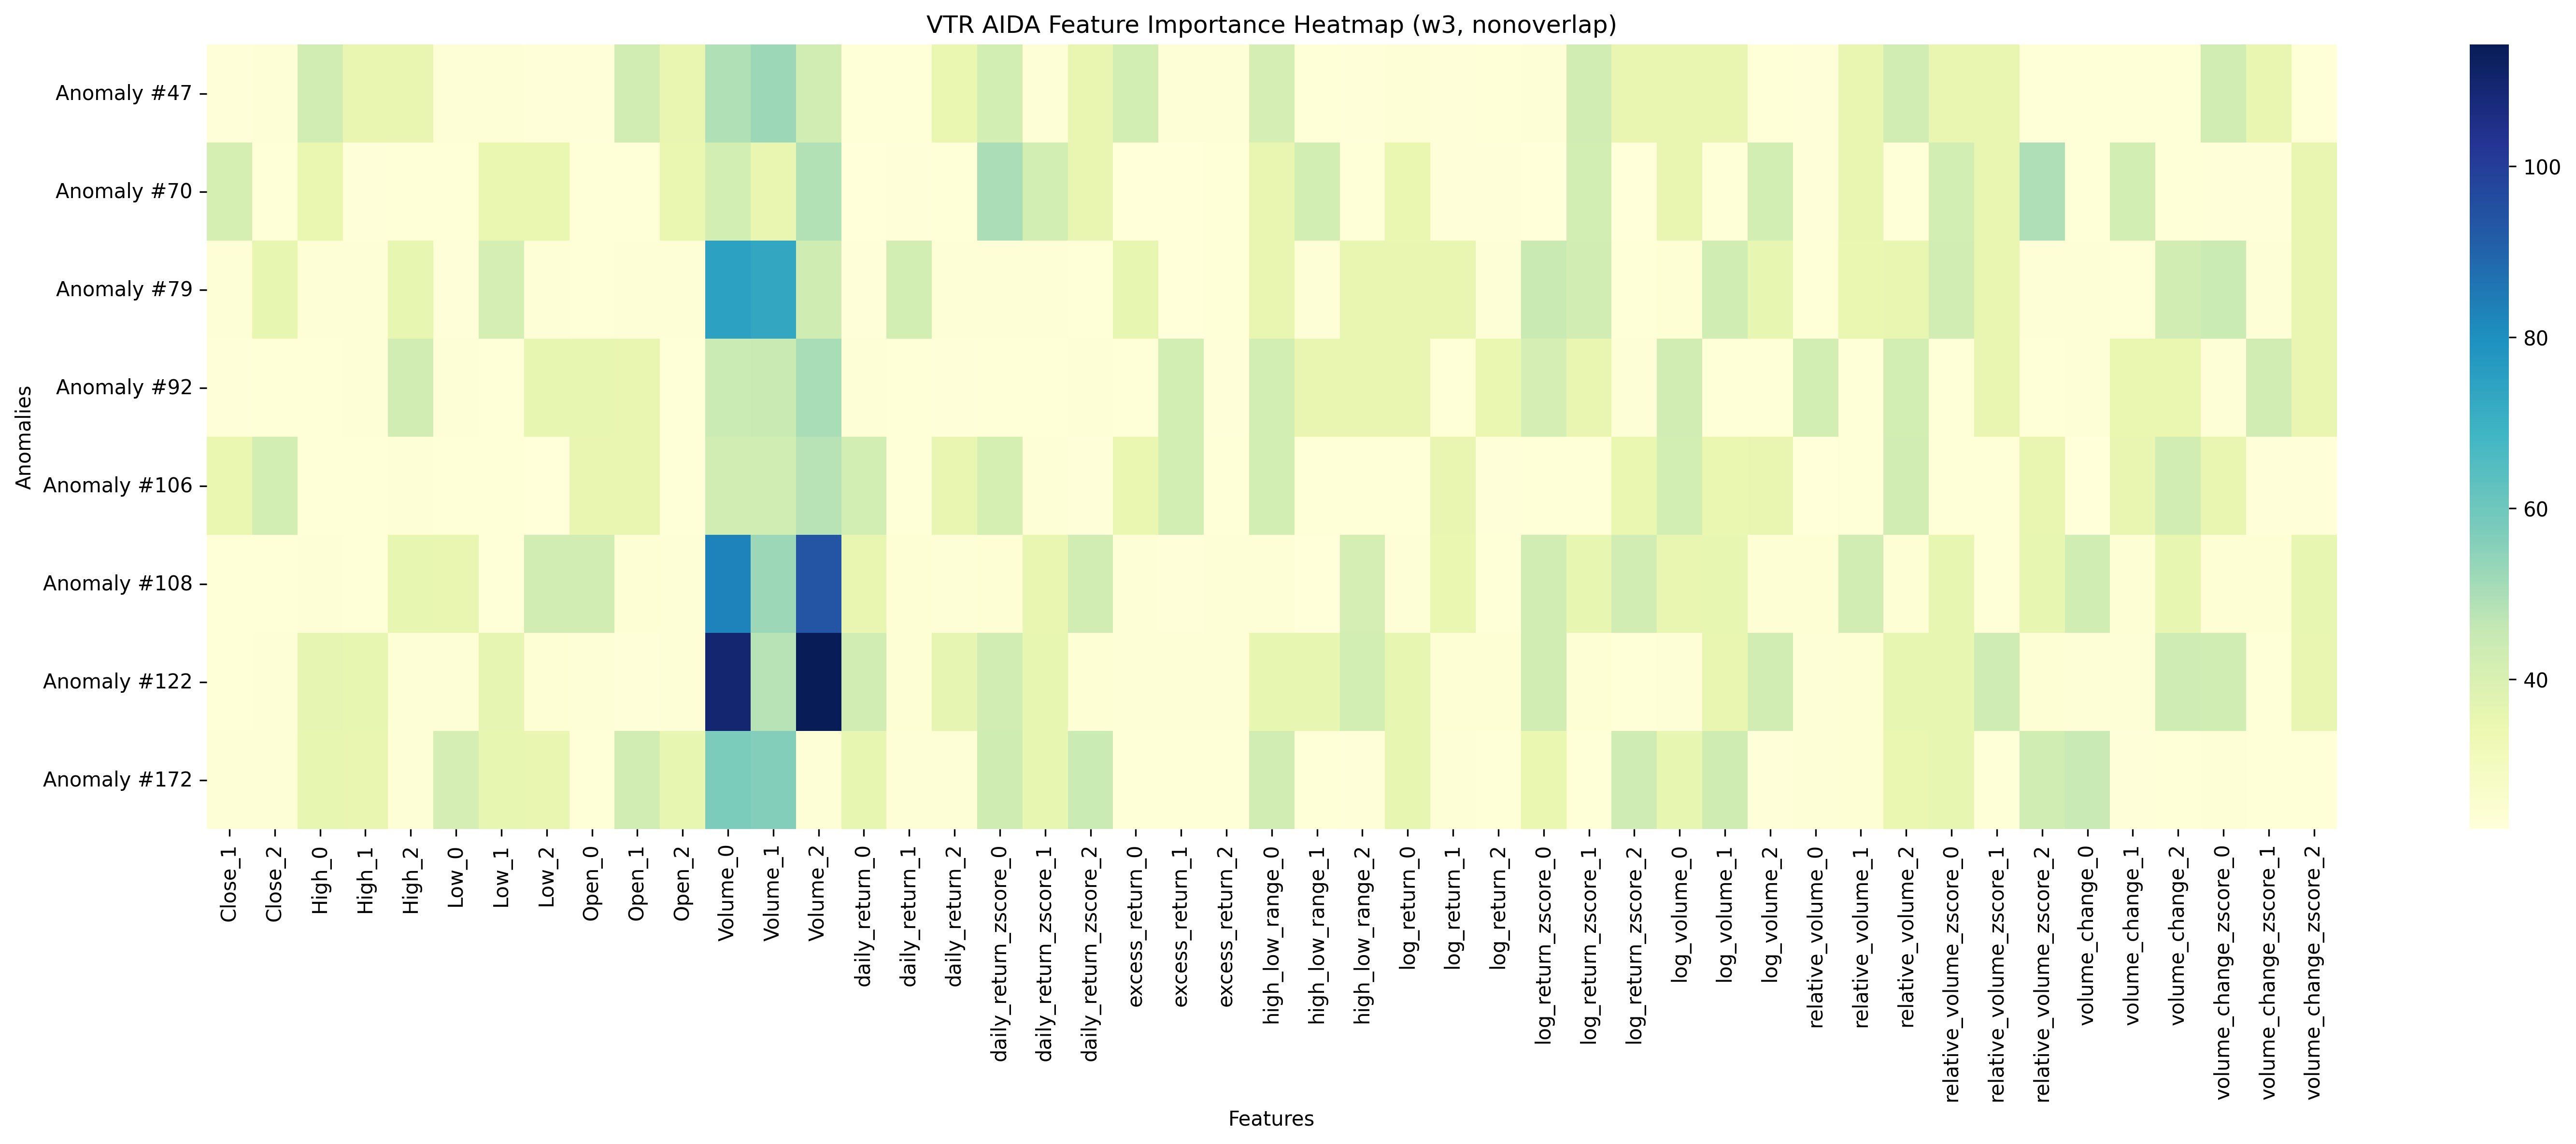 VTR AIDA Feature Importance Heatmap (w3, nonoverlap)
Anomalies
Anomaly #47
Anomaly #70
Anomaly #79
Anomaly #92
Anomaly #106
Anomaly #108
Anomaly #122
Anomaly #172
100
80
60
40
Close_1
Close_2
High_0
High_1
High_2
Low_0
Low_1
Low_2
Open_0
Open_1
Open_2
Volume_0
Volume_1
Volume_2
daily_return_0
daily_return_1
daily_return_2
daily_return_zscore_0
daily_return_zscore_1
daily_return_zscore_2
excess_return_0
excess_return_1
excess_return_2
high_low_range_0
high_low_range_1
high_low_range_2
log_return_0
log_return_1
log_return_2
log_return_zscore_0
log_return_zscore_1
log_return_zscore_2
log_volume_0
log_volume_1
log_volume_2
relative_volume_0
relative_volume_1
relative_volume_2
relative_volume_zscore_0
relative_volume_zscore_1
relative_volume_zscore_2
volume_change_0
volume_change_1
volume_change_2
volume_change_zscore_0
volume_change_zscore_1
volume_change_zscore_2
Features